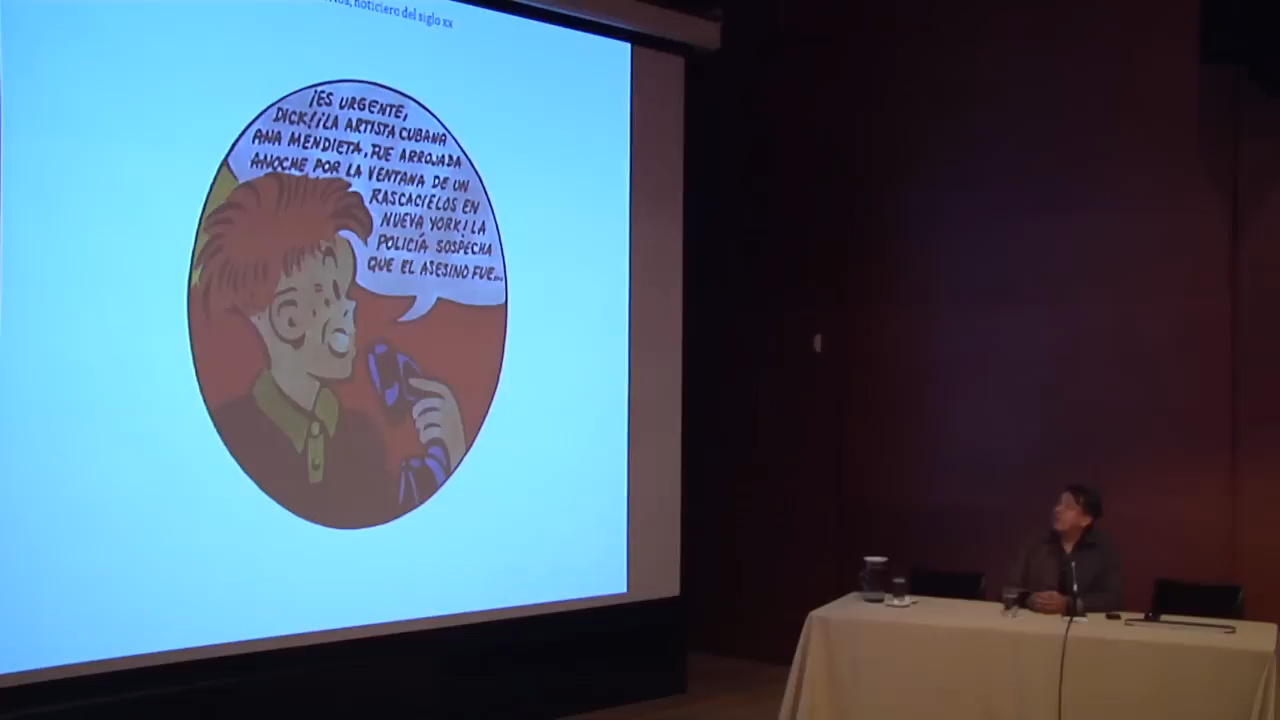 noticiero del siglo xx
¡ES URGENTE,
DICK! ¡LA ARTISTA CUBANA
ANA MENDIETA, FUE ARROJADA
ANOCHE POR LA VENTANA DE UN
RASCACIELOS EN
NUEVA YORK! LA
POLICÍA SOSPECHA
QUE EL ASESINO FUE...